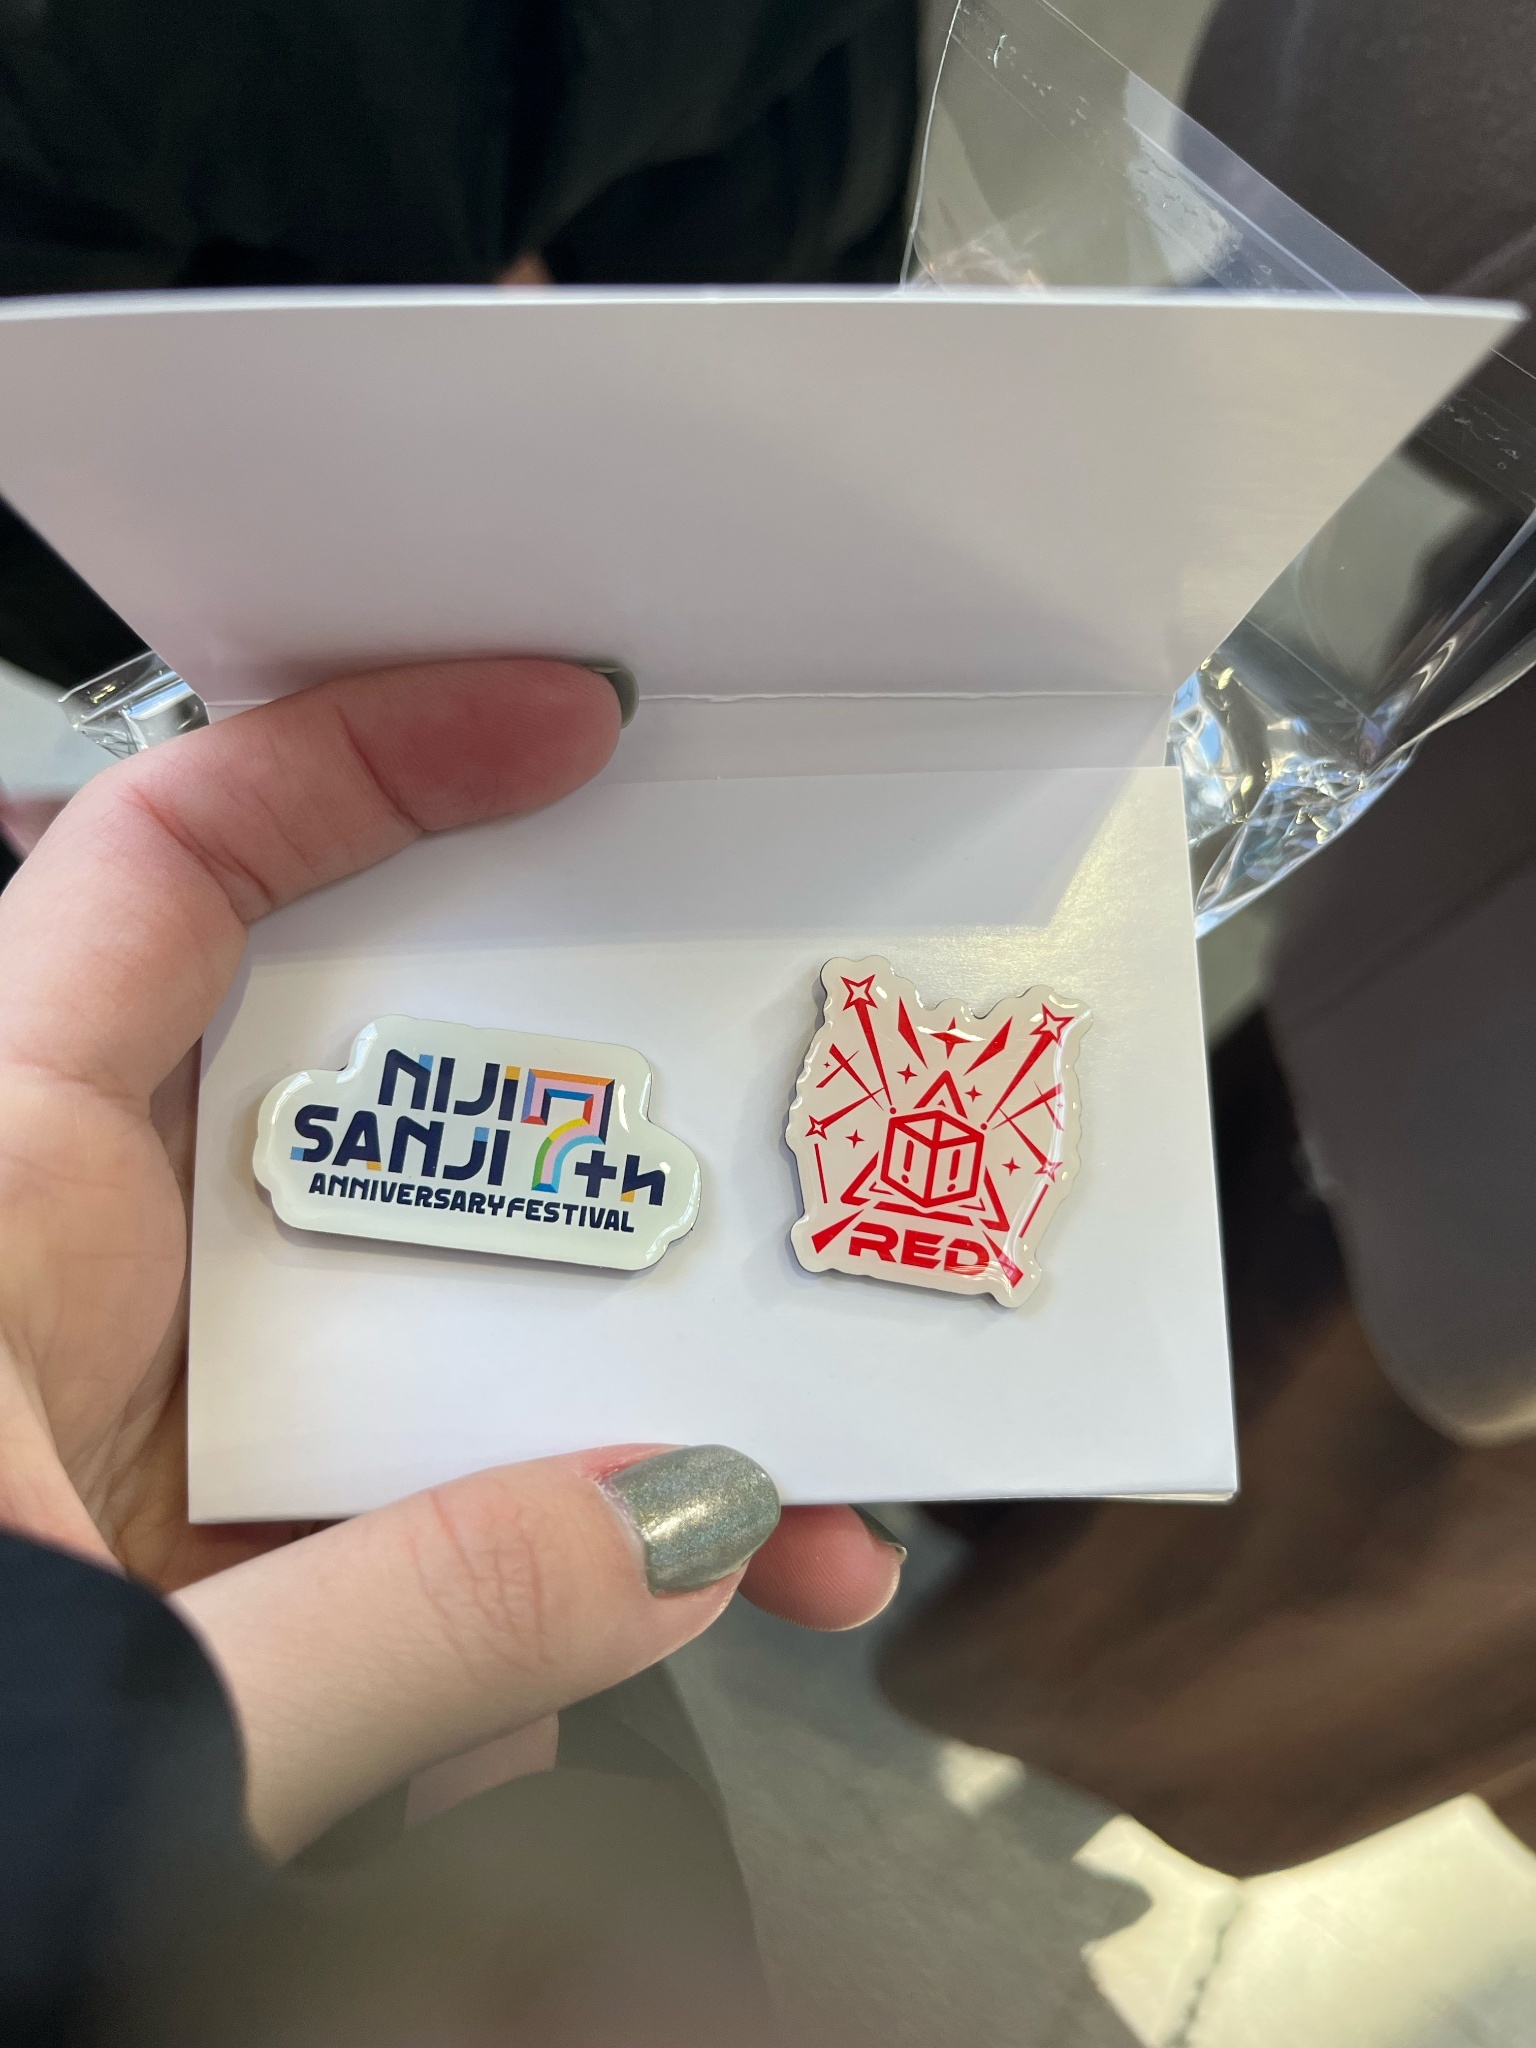 NIJI
SANJI 7th
ANNIVERSARY FESTIVAL
!!
RED